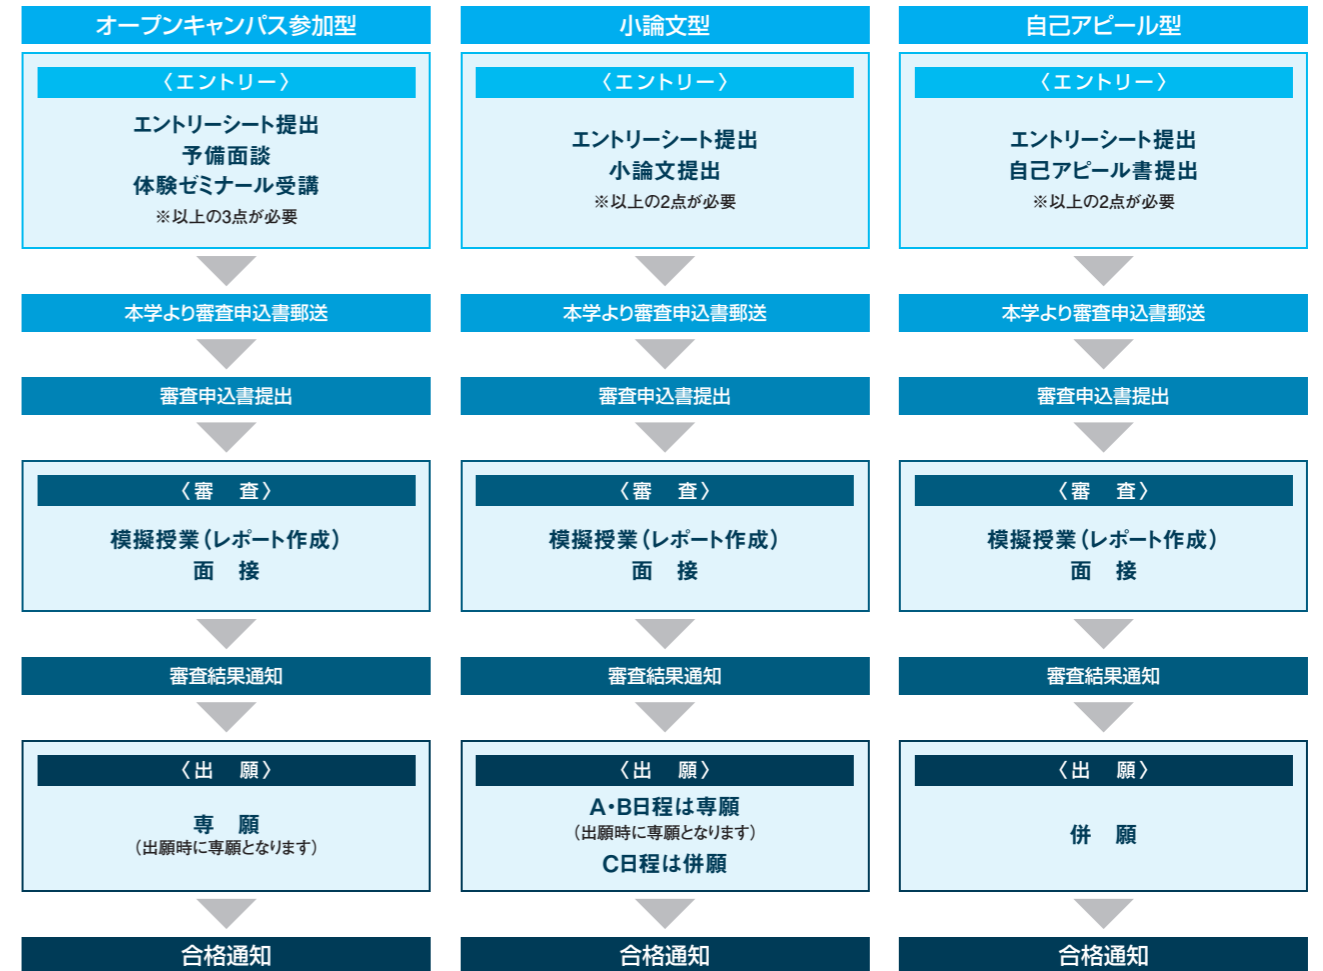 オープンキャンパス参加型
〈エントリー〉
エントリーシート提出
予備面談
体験ゼミナール受講
※以上の3点が必要
本学より審査申込書郵送
審査申込書提出
〈審　査〉
模擬授業（レポート作成）
面　接
審査結果通知
〈出　願〉
専　願
（出願時に専願となります）
合格通知
小論文型
〈エントリー〉
エントリーシート提出
小論文提出
※以上の2点が必要
本学より審査申込書郵送
審査申込書提出
〈審　査〉
模擬授業（レポート作成）
面　接
審査結果通知
〈出　願〉
A・B日程は専願
（出願時に専願となります）
C日程は併願
合格通知
自己アピール型
〈エントリー〉
エントリーシート提出
自己アピール書提出
※以上の2点が必要
本学より審査申込書郵送
審査申込書提出
〈審　査〉
模擬授業（レポート作成）
面　接
審査結果通知
〈出　願〉
併　願
合格通知